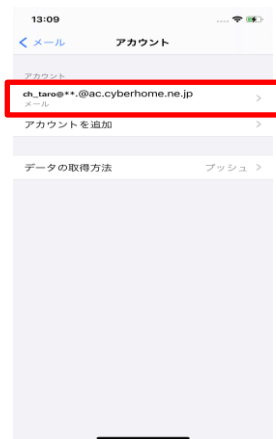 13:09
メール
アカウント
アカウント
ch_taro@**.@ac.cyberhome.ne.jp
メール
アカウントを追加
データの取得方法 プッシュ